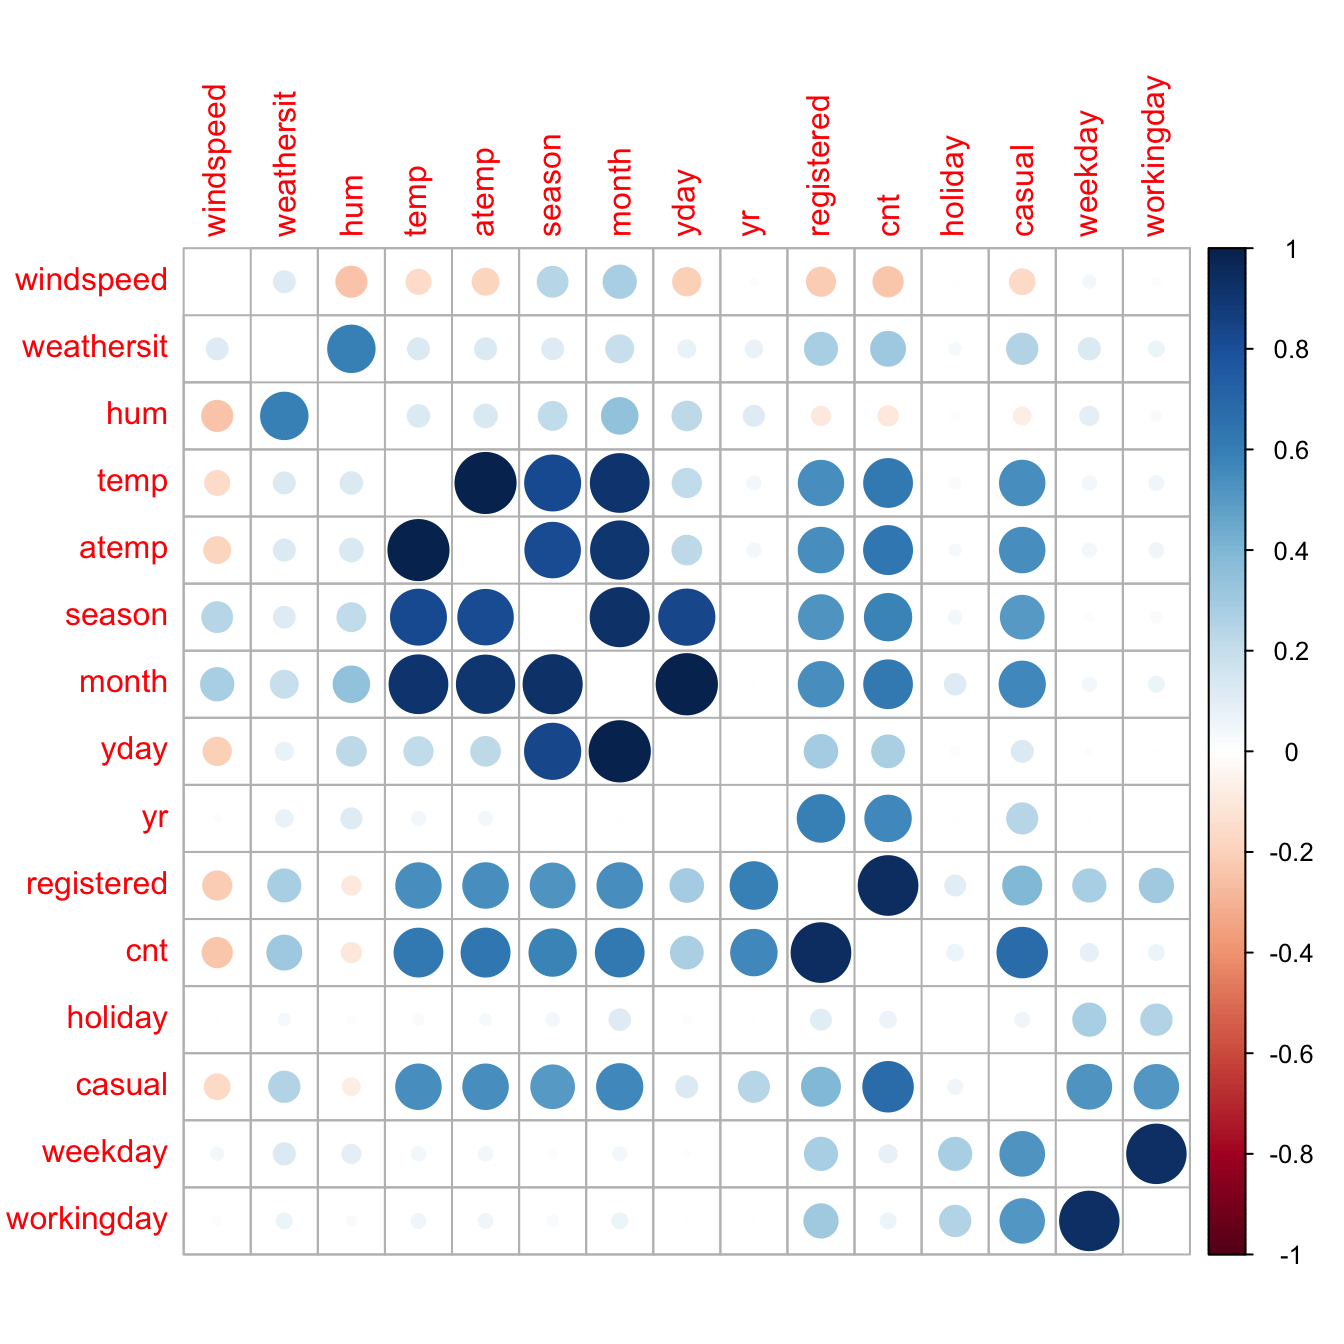 windspeed
weathersit
hum
temp
atemp
season
month
yday
yr
registered
cnt
holiday
casual
weekday
workingday
windspeed
weathersit
hum
temp
atemp
season
month
yday
yr
registered
cnt
holiday
casual
weekday
workingday
1
0.8
0.6
0.4
0.2
0
-0.2
-0.4
-0.6
-0.8
-1